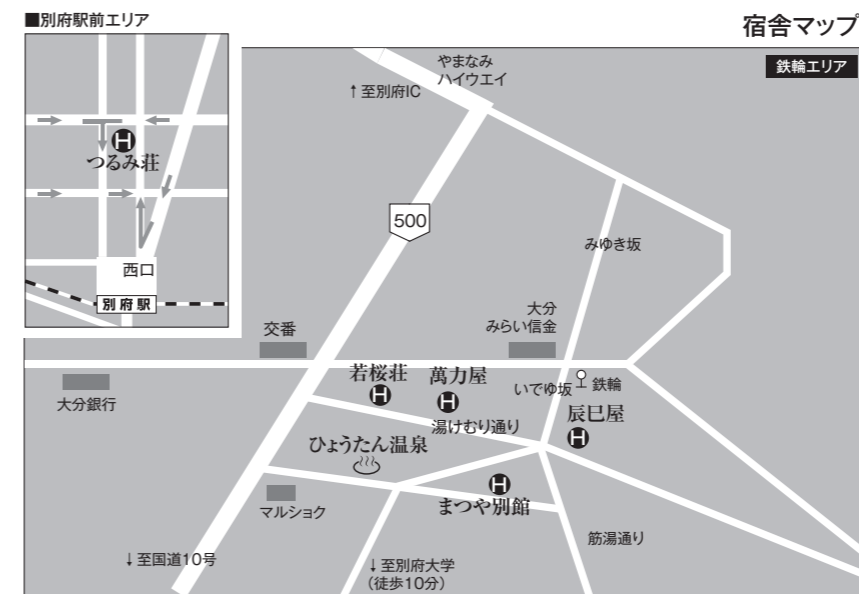 ■別府駅前エリア
宿舎マップ
鉄輪エリア
やまなみ
ハイウエイ
↑至別府IC
H
つるみ荘
500
みゆき坂
西口
別府駅
大分
みらい信金
交番
若桜荘
H
萬力屋
H
いでゆ坂
鉄輪
大分銀行
辰巳屋
H
湯けむり通り
ひょうたん温泉
H
まつや別館
マルショク
筋湯通り
↓至国道10号
↓至別府大学
(徒歩10分)